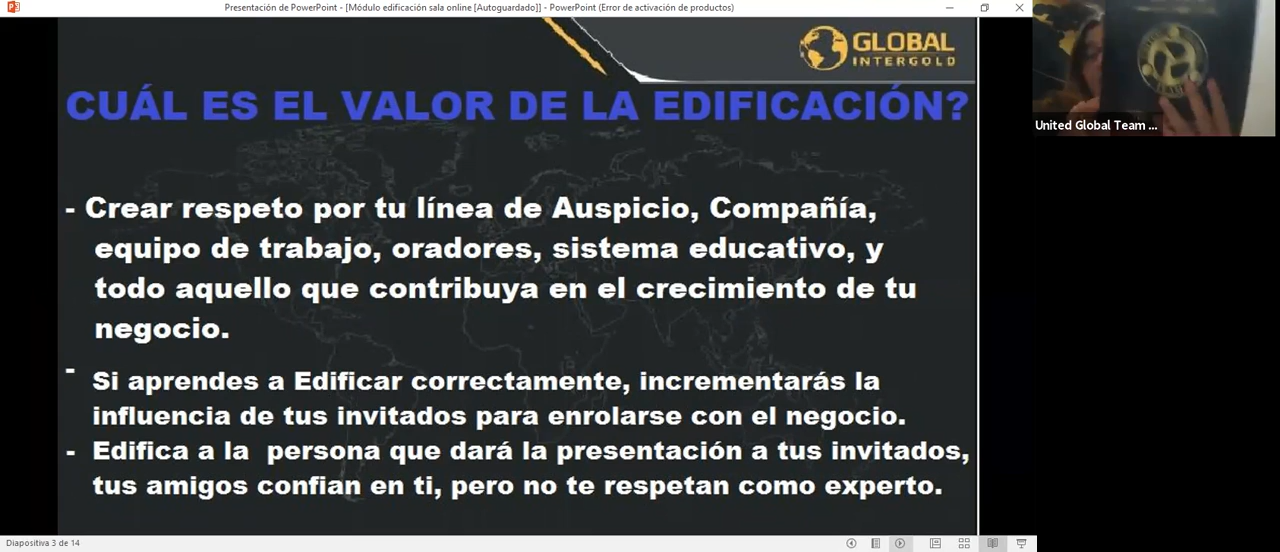 Presentación de PowerPoint - [Módulo edificación sala online [Autoguardado]] - PowerPoint (Error de activación de productos)
GLOBAL
INTERGOLD
CUÁL ES EL VALOR DE LA EDIFICACIÓN?
- Crear respeto por tu línea de Auspicio, Compañía,
equipo de trabajo, oradores, sistema educativo, y
todo aquello que contribuya en el crecimiento de tu
negocio.
- Si aprendes a Edificar correctamente, incrementarás la
influencia de tus invitados para enrolarse con el negocio.
- Edifica a la persona que dará la presentación a tus invitados,
tus amigos confian en ti, pero no te respetan como experto.
United Global Team ...
Diapositiva 3 de 14